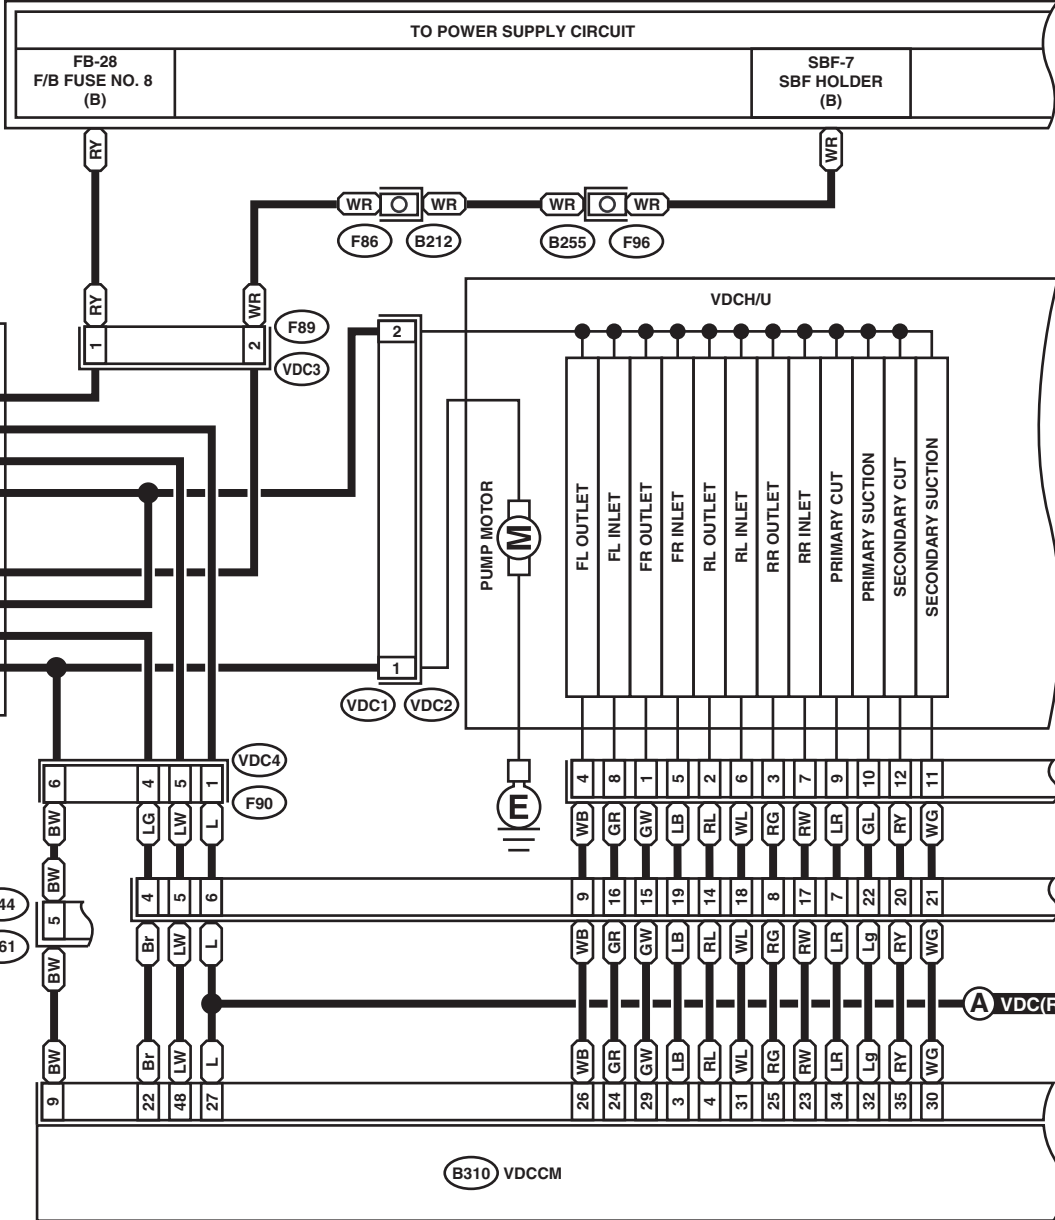 TO POWER SUPPLY CIRCUIT
FB-28
F/B FUSE NO. 8
(B)
SBF-7
SBF HOLDER
(B)
RY
WR
WR
WR
WR
WR
F86
B212
B255
F96
RY
WR
1
2
F89
VDC3
VDCH/U
2
1
VDC1
VDC2
PUMP MOTOR
M
E
FL OUTLET
FL INLET
FR OUTLET
FR INLET
RL OUTLET
RL INLET
RR OUTLET
RR INLET
PRIMARY CUT
PRIMARY SUCTION
SECONDARY CUT
SECONDARY SUCTION
6 4 5 1
VDC4
F90
4 8 1 5 2 6 3 7 9 10 12 11
BW LG LW L
WB GR GW LB RL WL RG RW LR GL RY WG
BW
4 5 6
9 16 15 19 14 18 8 17 7 22 20 21
44
5
61
BW
Br LW L
WB GR GW LB RL WL RG RW LR Lg RY WG
A VDC(F
BW Br LW L
WB GR GW LB RL WL RG RW LR Lg RY WG
9 22 48 27
26 24 29 3 4 31 25 23 34 32 35 30
B310 VDCCM